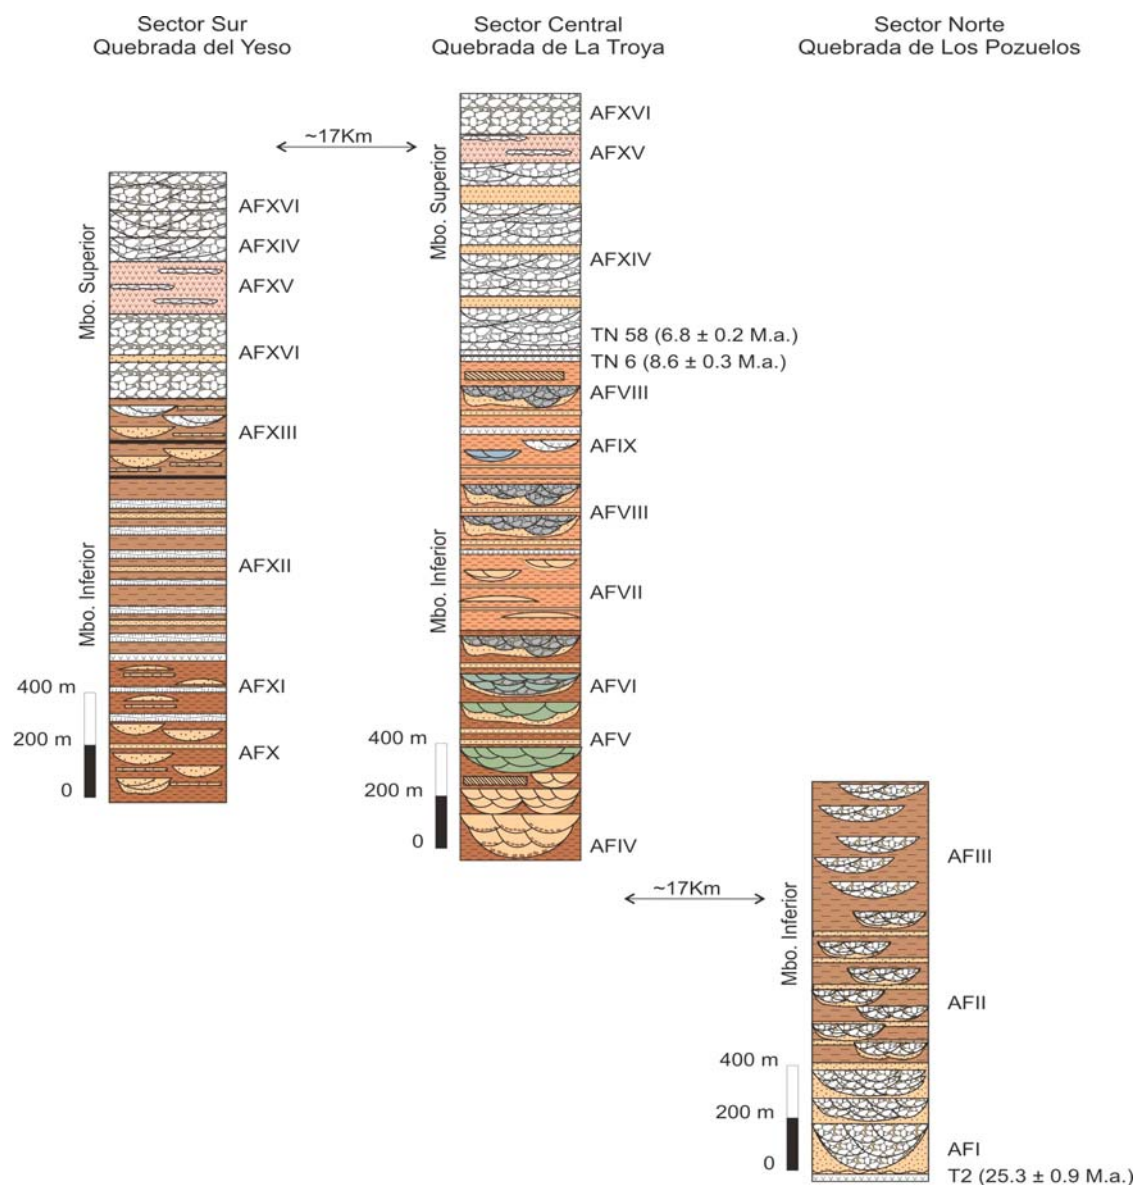 Sector Sur
Quebrada del Yeso
Sector Central
Quebrada de La Troya
Sector Norte
Quebrada de Los Pozuelos
~17Km
Mbo. Superior
AFXVI
AFXIV
AFXV
AFXVI
AFXIII
Mbo. Inferior
AFXII
AFXI
AFX
400 m
200 m
0
Mbo. Superior
AFXVI
AFXV
AFXIV
TN 58 (6.8 ± 0.2 M.a.)
TN 6 (8.6 ± 0.3 M.a.)
AFVIII
AFIX
AFVIII
Mbo. Inferior
AFVII
AFVI
AFV
AFIV
400 m
200 m
0
~17Km
Mbo. Inferior
AFIII
AFII
AFI
T2 (25.3 ± 0.9 M.a.)
400 m
200 m
0